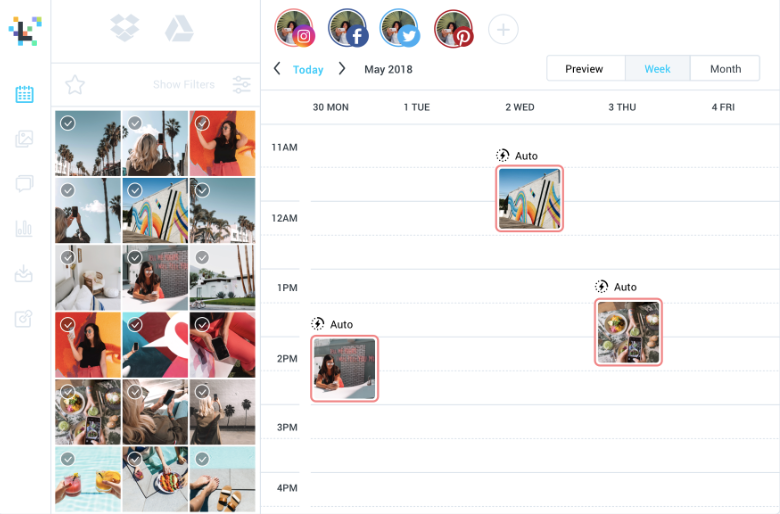 Show Filters
Today May 2018
Preview Week Month
30 MON 1 TUE 2 WED 3 THU 4 FRI
11AM
Auto
12AM
1PM
Auto
Auto
2PM
3PM
4PM